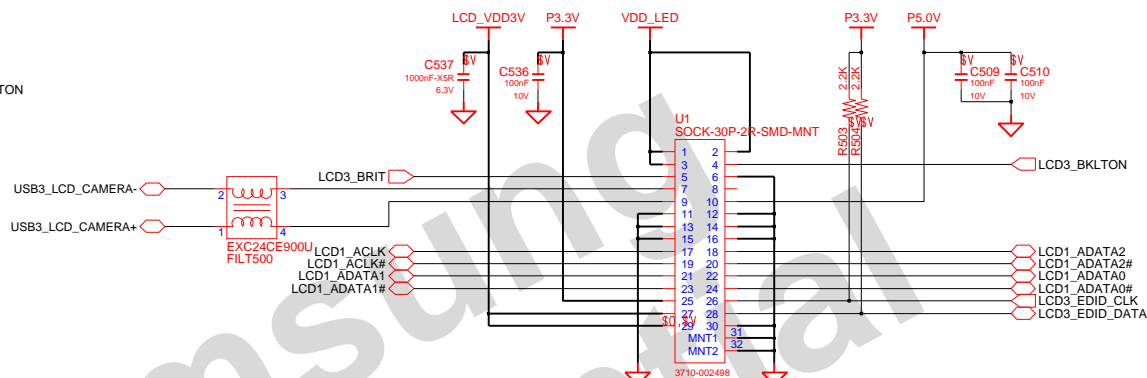 LCD_VDD3V P3.3V VDD_LED P3.3V P5.0V
$V $V $V $V
C537 C536 C509 C510
1000nF-X5R 100nF 100nF 100nF
6.3V 10V 10V 10V
2.2K 2.2K
R503 R504
$V $V
TON
U1
SOCK-30P-2R-SMD-MNT
1 2
3 4 LCD3_BKLTON
LCD3_BRIT 5 6
USB3_LCD_CAMERA- 2 3 7 8
9 10
11 12
USB3_LCD_CAMERA+ 1 4 13 14
15 16
EXC24CE900U
FILT500
LCD1_ACLK 17 18 LCD1_ADATA2
LCD1_ACLK# 19 20 LCD1_ADATA2#
LCD1_ADATA1 21 22 LCD1_ADATA0
LCD1_ADATA1# 23 24 LCD1_ADATA0#
25 26 LCD3_EDID_CLK
27 28 LCD3_EDID_DATA
29 30
MNT1 31
MNT2 32
3710-002498
msung